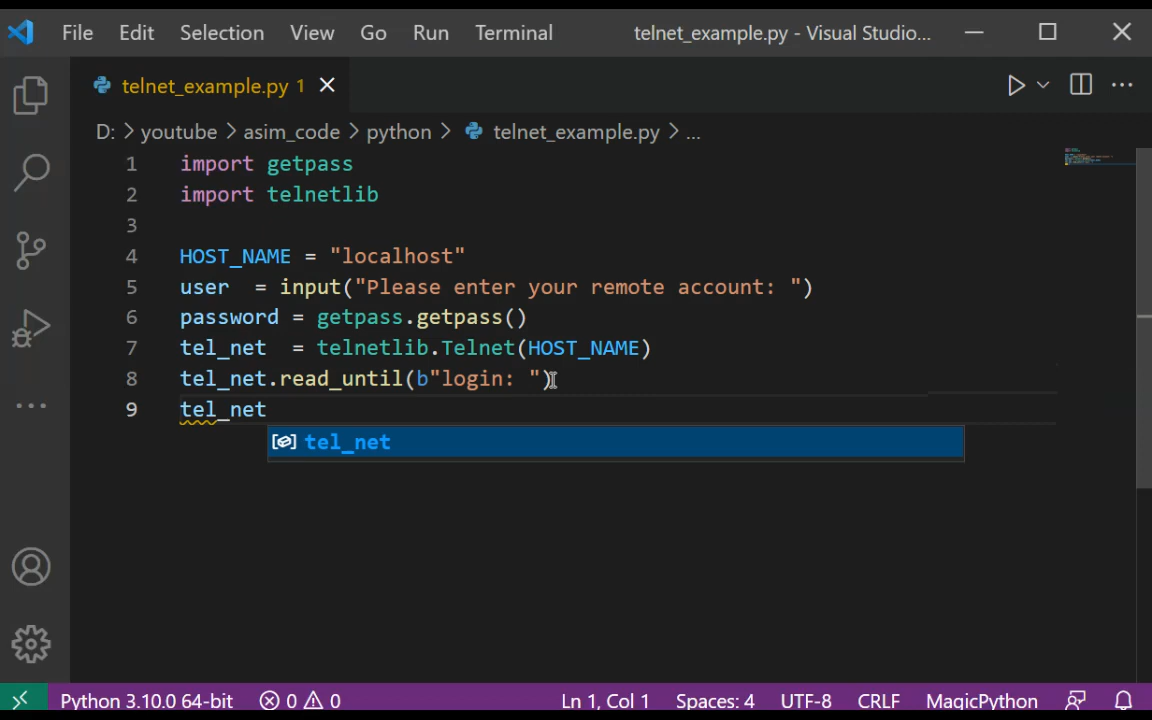 File Edit Selection View Go Run Terminal telnet_example.py - Visual Studio...
telnet_example.py 1
D: > youtube > asim_code > python > telnet_example.py > ...
1 import getpass
2 import telnetlib
3
4 HOST_NAME = "localhost"
5 user  = input("Please enter your remote account: ")
6 password = getpass.getpass()
7 tel_net  = telnetlib.Telnet(HOST_NAME)
8 tel_net.read_until(b"login: ")
9 tel_net
tel_net
Python 3.10.0 64-bit 0 0 Ln 1, Col 1 Spaces: 4 UTF-8 CRLF MagicPython